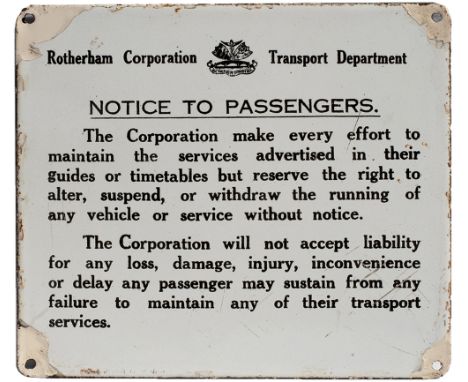 Rotherham Corporation Transport Department
NOTICE TO PASSENGERS.
The Corporation make every effort to
maintain the services advertised in their
guides or timetables but reserve the right to
alter, suspend, or withdraw the running of
any vehicle or service without notice.
The Corporation will not accept liability
for any loss, damage, injury, inconvenience
or delay any passenger may sustain from any
failure to maintain any of their transport
services.